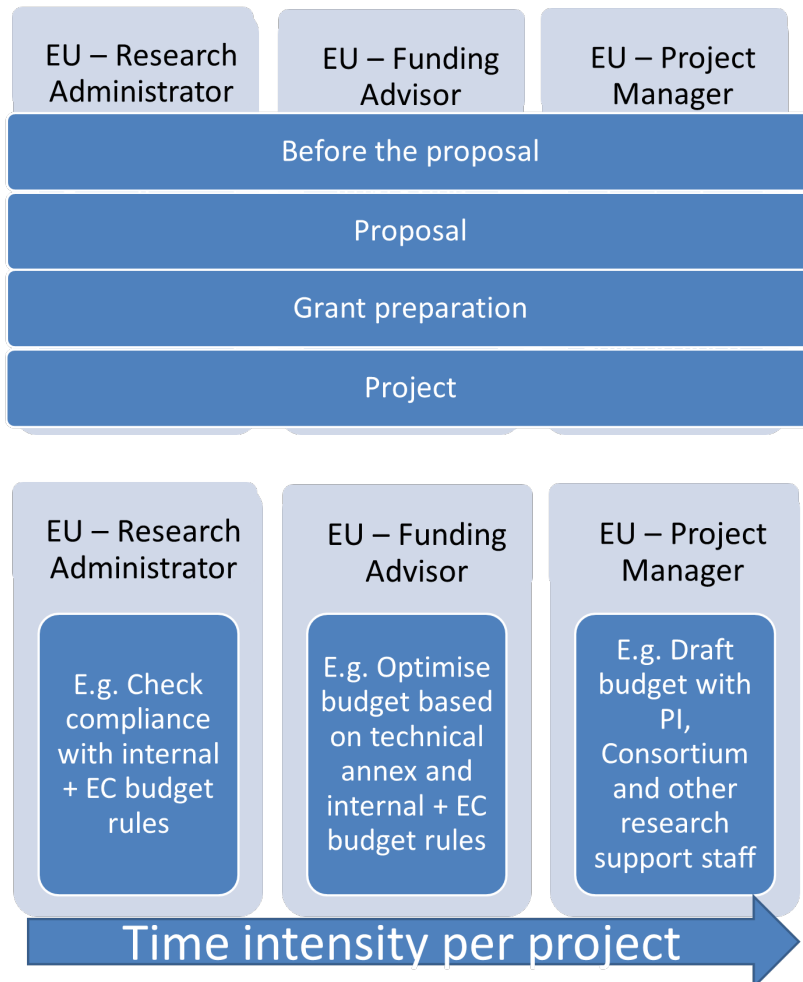 EU – Research
Administrator
EU – Funding
Advisor
EU – Project
Manager
Before the proposal
Proposal
Grant preparation
Project
EU – Research
Administrator
EU – Funding
Advisor
EU – Project
Manager
E.g. Check
compliance
with internal
+ EC budget
rules
E.g. Optimise
budget based
on technical
annex and
internal + EC
budget rules
E.g. Draft
budget with
PI,
Consortium
and other
research
support staff
Time intensity per project